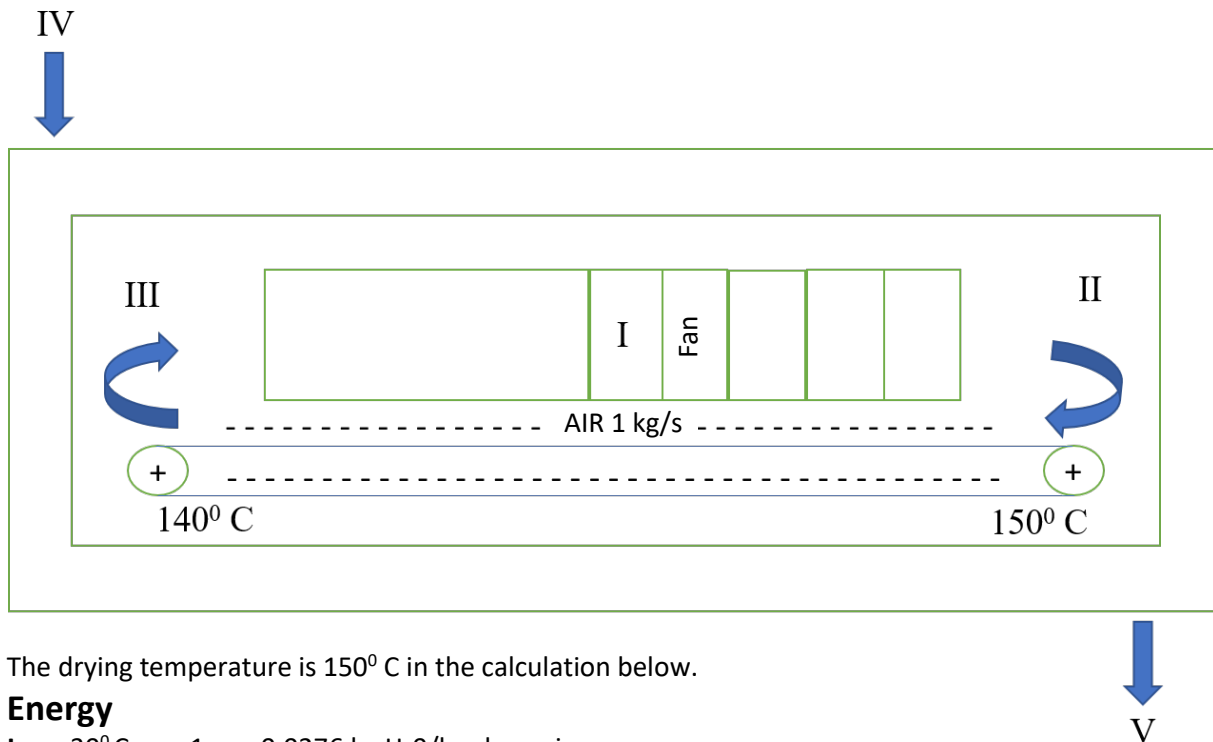 IV
III
II
I
Fan
AIR 1 kg/s
+
+
140⁰ C
150⁰ C
The drying temperature is 150⁰ C in the calculation below.
Energy
V